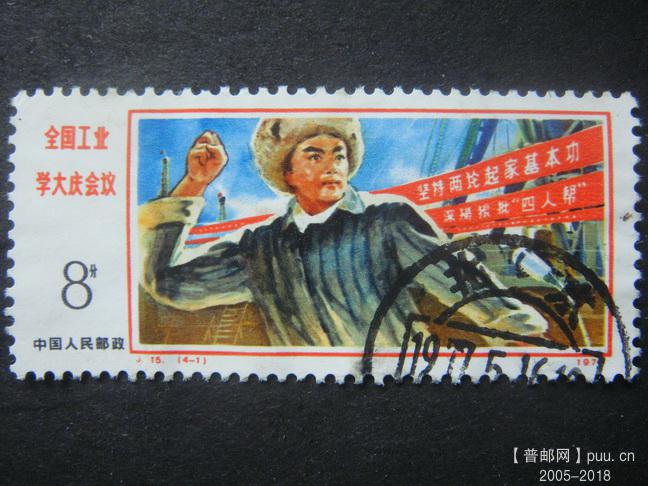 全国工业
学大庆会议
8分
中国人民邮政
坚持两论起家基本功
深揭狠批“四人帮”
J.15.(4-1)
197
1977.5.16
【普邮网】puu.cn
2005-2018